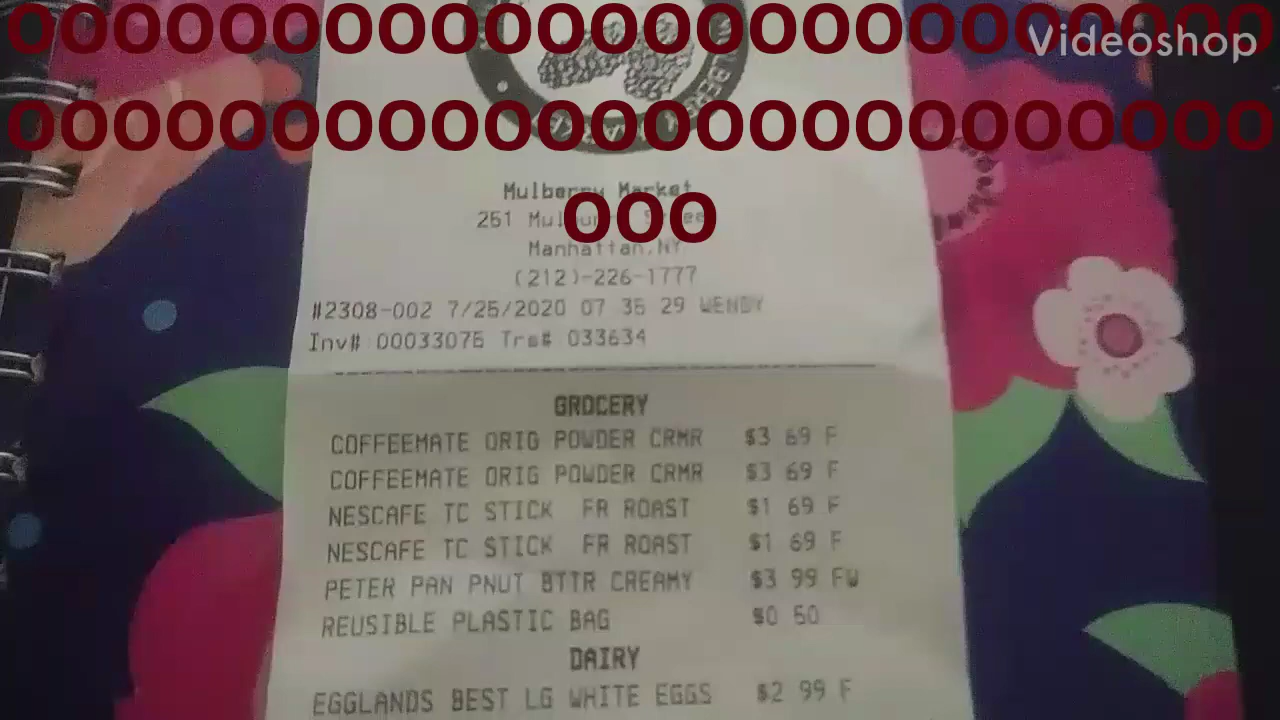 OOOOOOOOOOOOOOOOOOOOOOOOOO
Videoshop
OOOOOOOOOOOOOOOOOOOOOOOOOO
OOO
Mulberry Market
251
Manhattan,NY
(212)-226-1777
#2308-002 7/25/2020 07 35 29 WENDY
Inv# 00033075 Trs# 033634
GROCERY
COFFEEMATE ORIG POWDER CRMR $3 69 F
COFFEEMATE ORIG POWDER CRMR $3 69 F
NESCAFE TC STICK FR ROAST $1 69 F
NESCAFE TC STICK FR ROAST $1 69 F
PETER PAN PNUT BTTR CREAMY $3 99 FW
REUSIBLE PLASTIC BAG $0 50
DAIRY
EGGLANDS BEST LG WHITE EGGS $2 99 F